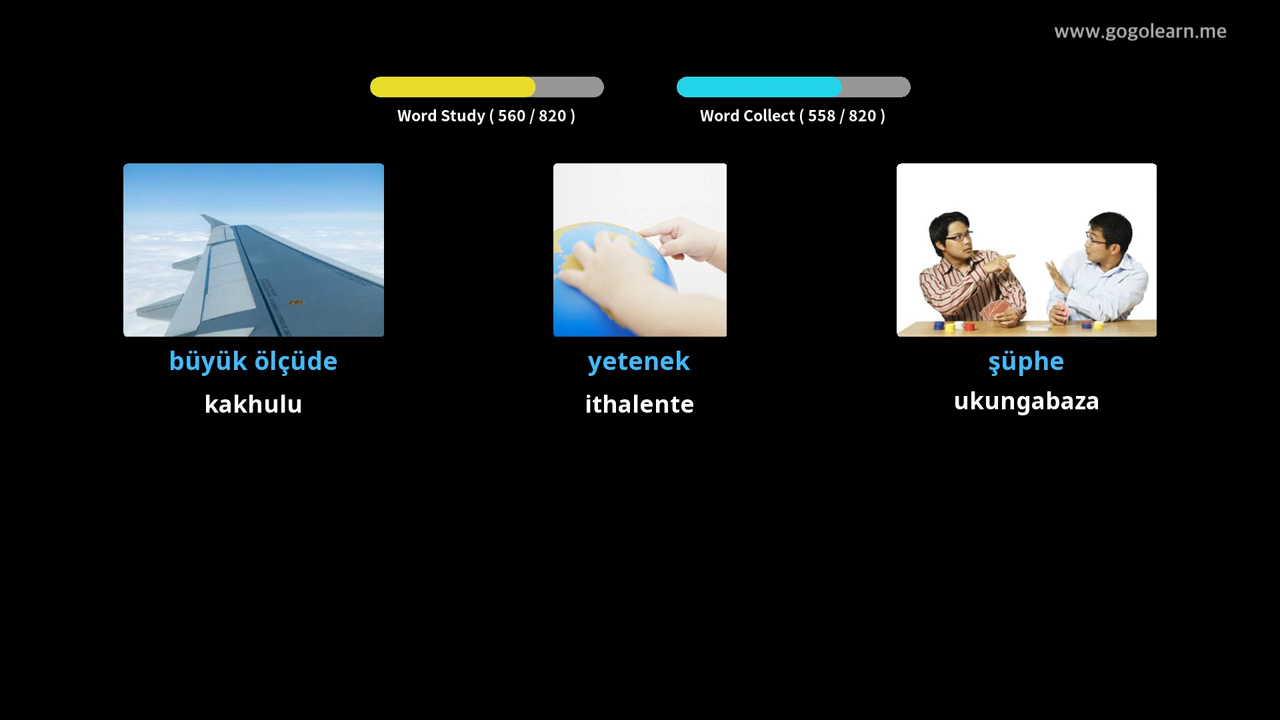 www.gogolearn.me
Word Study ( 560 / 820 )
Word Collect ( 558 / 820 )
büyük ölçüde
kakhulu
yetenek
ithalente
şüphe
ukungabaza